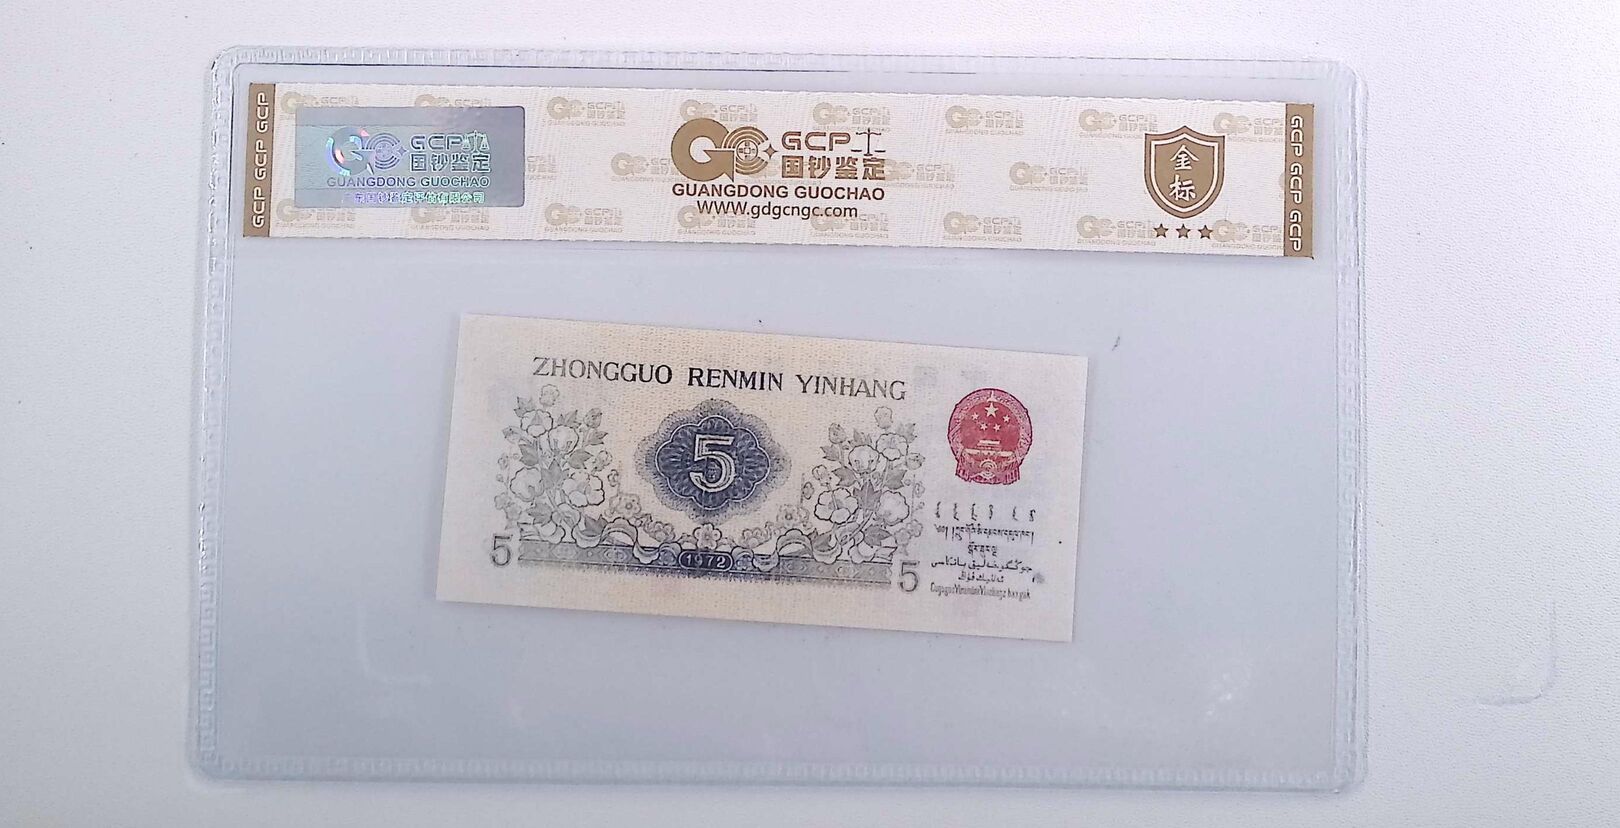 GCP GCP GCP
GCP
国钞鉴定
GUANGDONG GUOCHAO
GCP
国钞鉴定
GUANGDONG GUOCHAO
WWW.gdgcngc.com
金标
GCP GCP GCP
ZHONGGUO RENMIN YINHANG
5
1972
5
5